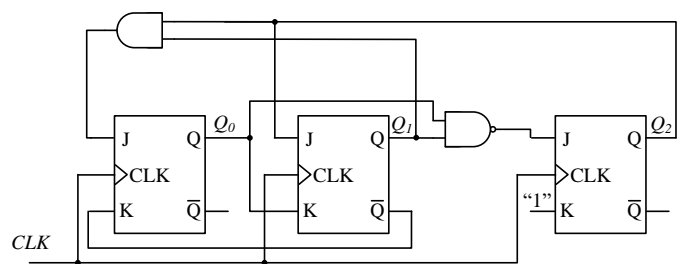 Q0 Q1 Q2
J Q J Q J Q
CLK CLK CLK
K Q̅ K Q̅ “1” K Q̅
CLK